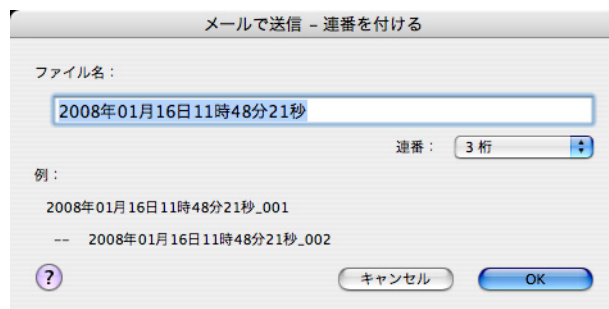 メールで送信 – 連番を付ける
ファイル名：
2008年01月16日11時48分21秒
連番： 3 桁
例：
2008年01月16日11時48分21秒_001
-- 2008年01月16日11時48分21秒_002
? キャンセル OK